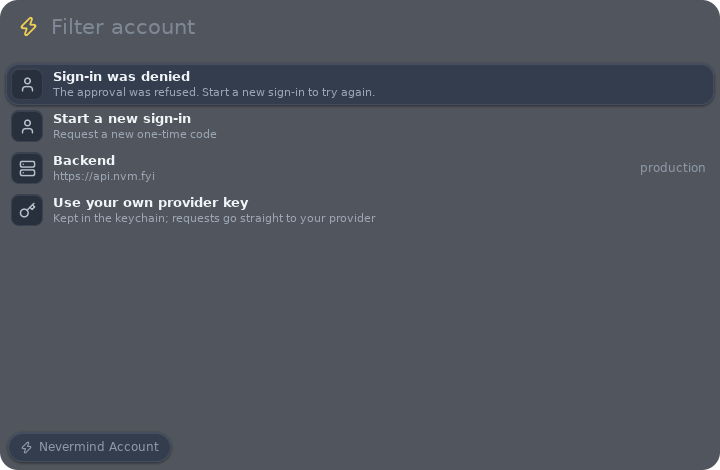 Filter account
Sign-in was denied
The approval was refused. Start a new sign-in to try again.
Start a new sign-in
Request a new one-time code
Backend
https://api.nvm.fyi
production
Use your own provider key
Kept in the keychain; requests go straight to your provider
Nevermind Account